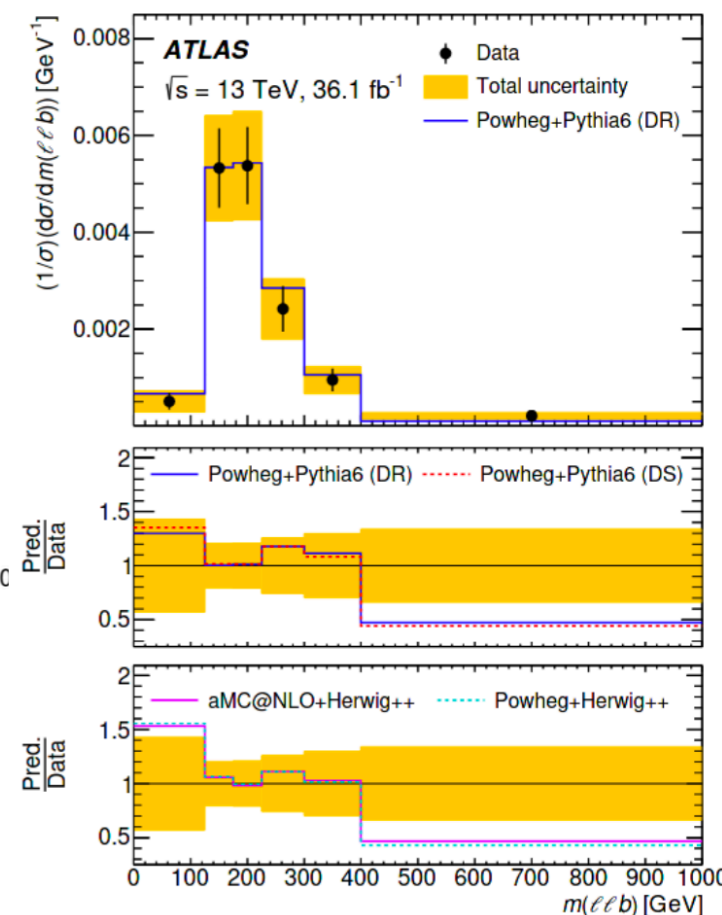 (1/σ)(dσ/dm(ℓℓb)) [GeV⁻¹]
0.008
0.006
0.004
0.002
ATLAS
√s = 13 TeV, 36.1 fb⁻¹
Data
Total uncertainty
Powheg+Pythia6 (DR)
Pred.
Data
2
1.5
1
0.5
Powheg+Pythia6 (DR) Powheg+Pythia6 (DS)
Pred.
Data
2
1.5
1
0.5
aMC@NLO+Herwig++ Powheg+Herwig++
0 100 200 300 400 500 600 700 800 900 1000
m(ℓℓb) [GeV]